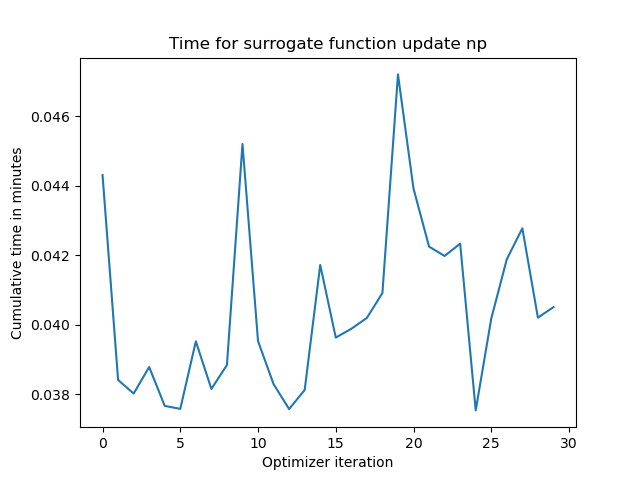 Time for surrogate function update np
Cumulative time in minutes
0.046
0.044
0.042
0.040
0.038
0 5 10 15 20 25 30
Optimizer iteration